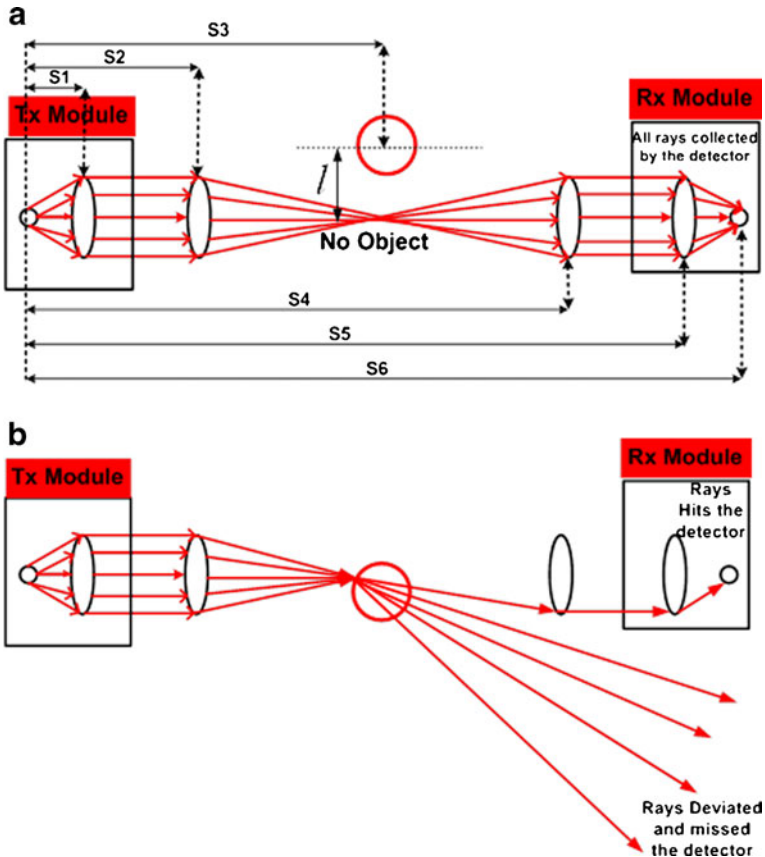 a
S3
S2
S1
Tx Module
Rx Module
All rays collected
by the detector
l
No Object
S4
S5
S6
b
Tx Module
Rx Module
Rays
Hits the
detector
Rays Deviated
and missed
the detector